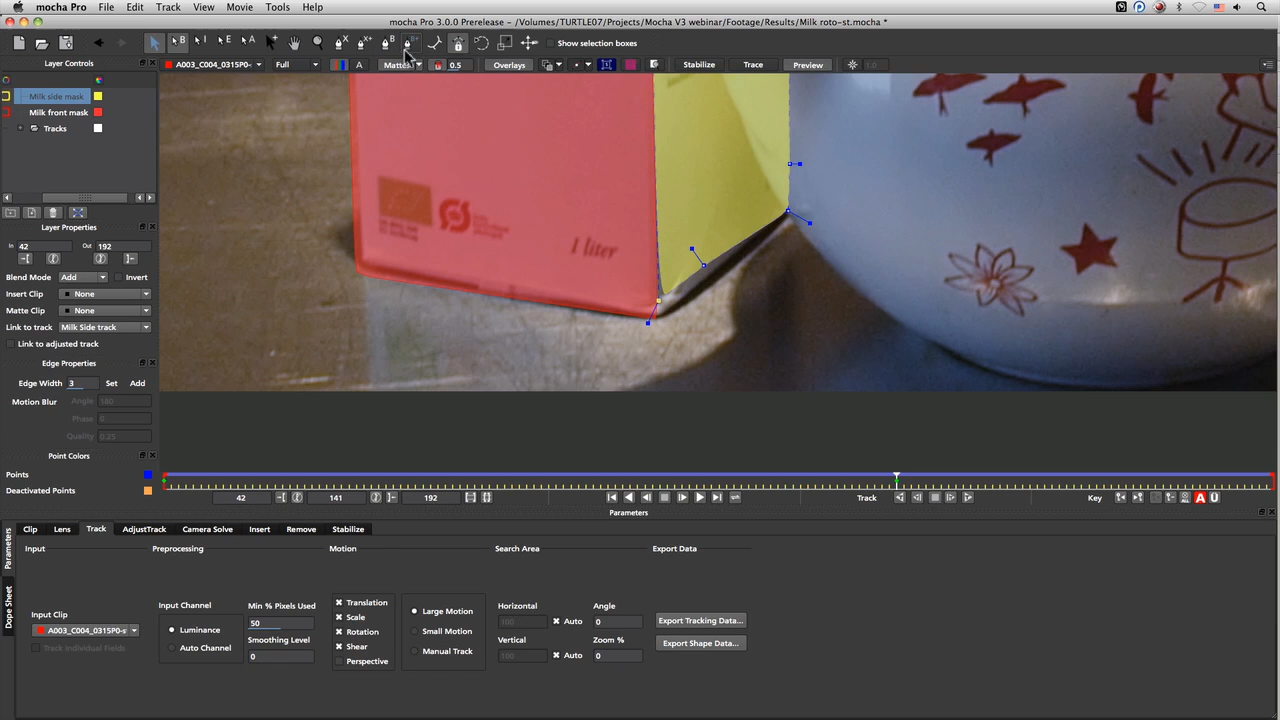 mocha Pro File Edit Track View Movie Tools Help
mocha Pro 3.0.0 Prerelease - /Volumes/TURTLE07/Projects/Mocha V3 webinar/Footage/Results/Milk roto-st.mocha *
Show selection boxes
Layer Controls
A003_C004_0315P0- Full A Mattes 0.5 Overlays Stabilize Trace Preview 1.0
Milk side mask
Milk front mask
Tracks
1 liter
Layer Properties
In 42 Out 192
Blend Mode Add Invert
Insert Clip None
Matte Clip None
Link to track Milk Side track
Link to adjusted track
Edge Properties
Edge Width 3 Set Add
Motion Blur Angle 180
Phase 0
Quality 0.25
Point Colors
Points
Deactivated Points
42 141 192 Track Key A U
Parameters
Parameters
Dope Sheet
Clip Lens Track AdjustTrack Camera Solve Insert Remove Stabilize
Input Preprocessing Motion Search Area Export Data
Input Clip
A003_C004_0315P0-s
Track Individual Fields
Input Channel
Luminance
Auto Channel
Min % Pixels Used
50
Smoothing Level
0
Translation
Scale
Rotation
Shear
Perspective
Large Motion
Small Motion
Manual Track
Horizontal
100 Auto
Vertical
100 Auto
Angle
0
Zoom %
0
Export Tracking Data...
Export Shape Data...